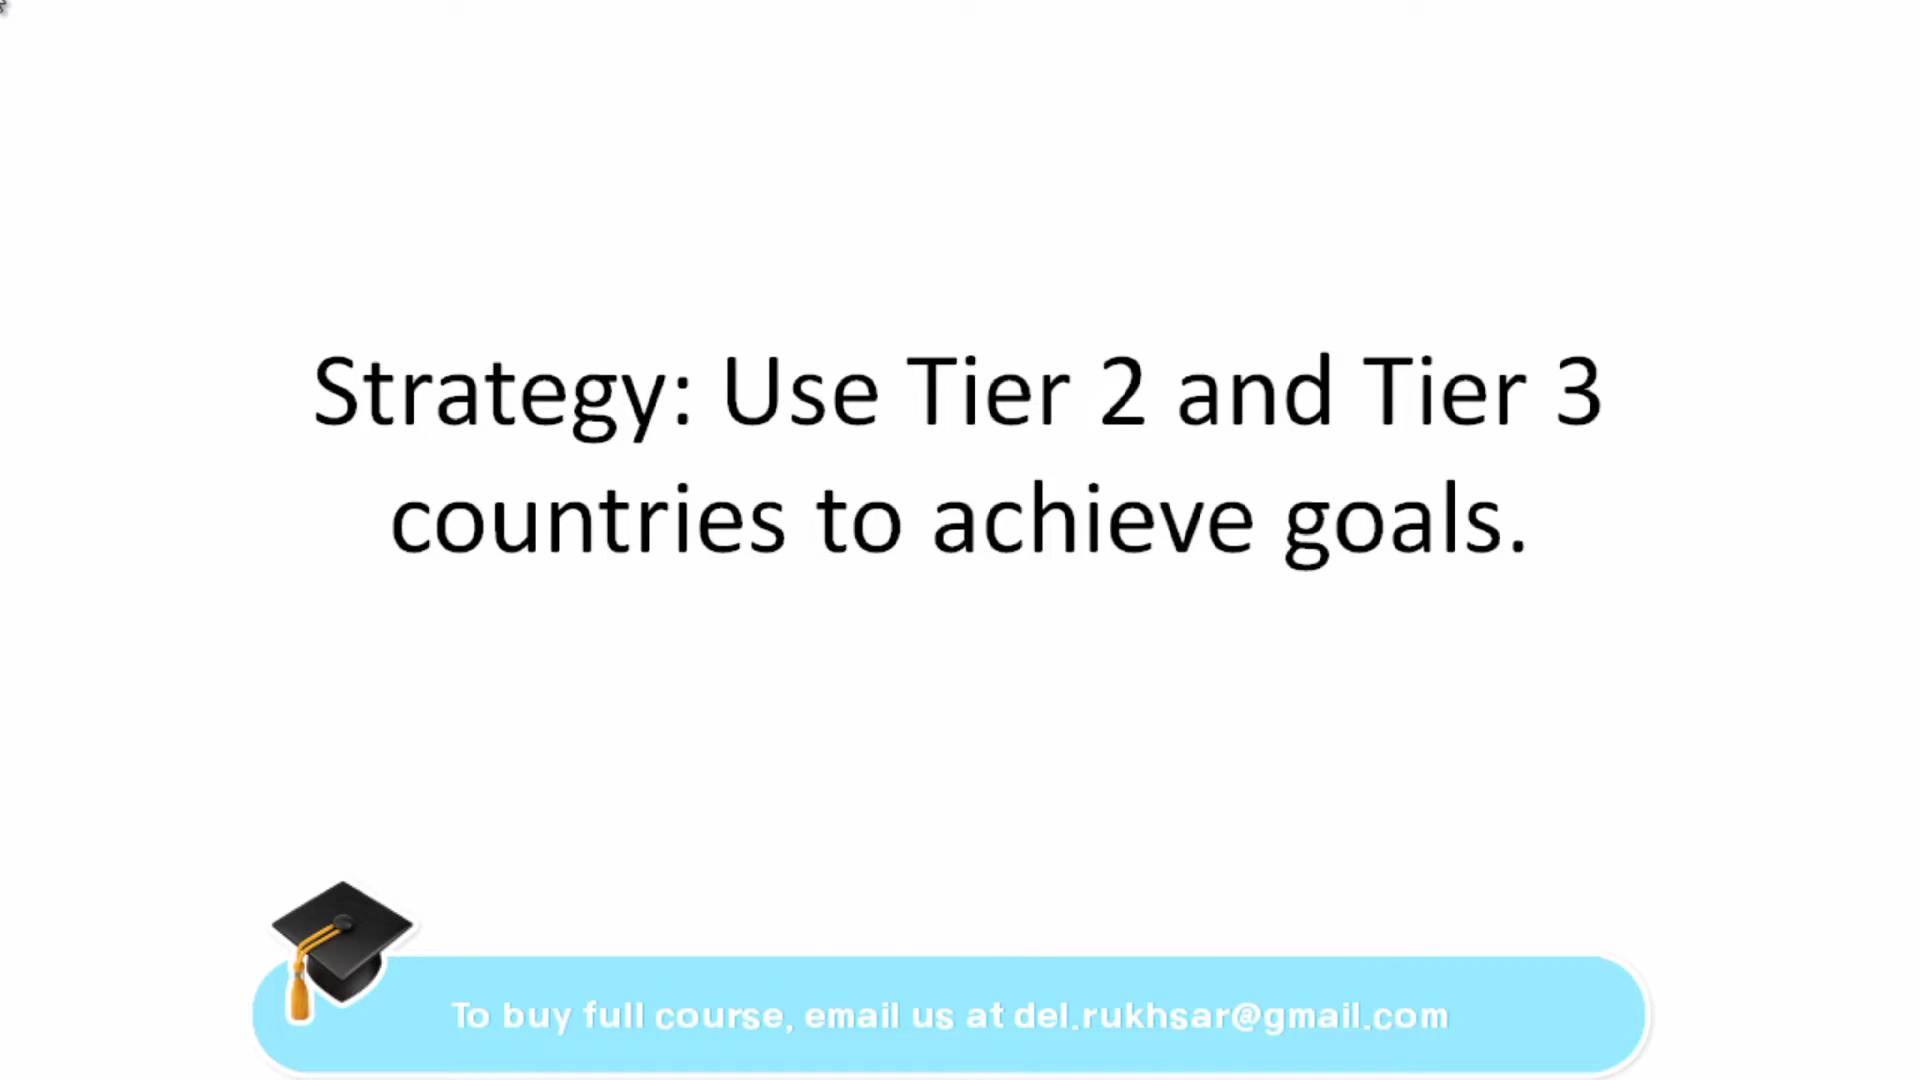 Strategy: Use Tier 2 and Tier 3
countries to achieve goals.
To buy full course, email us at del.rukhsar@gmail.com